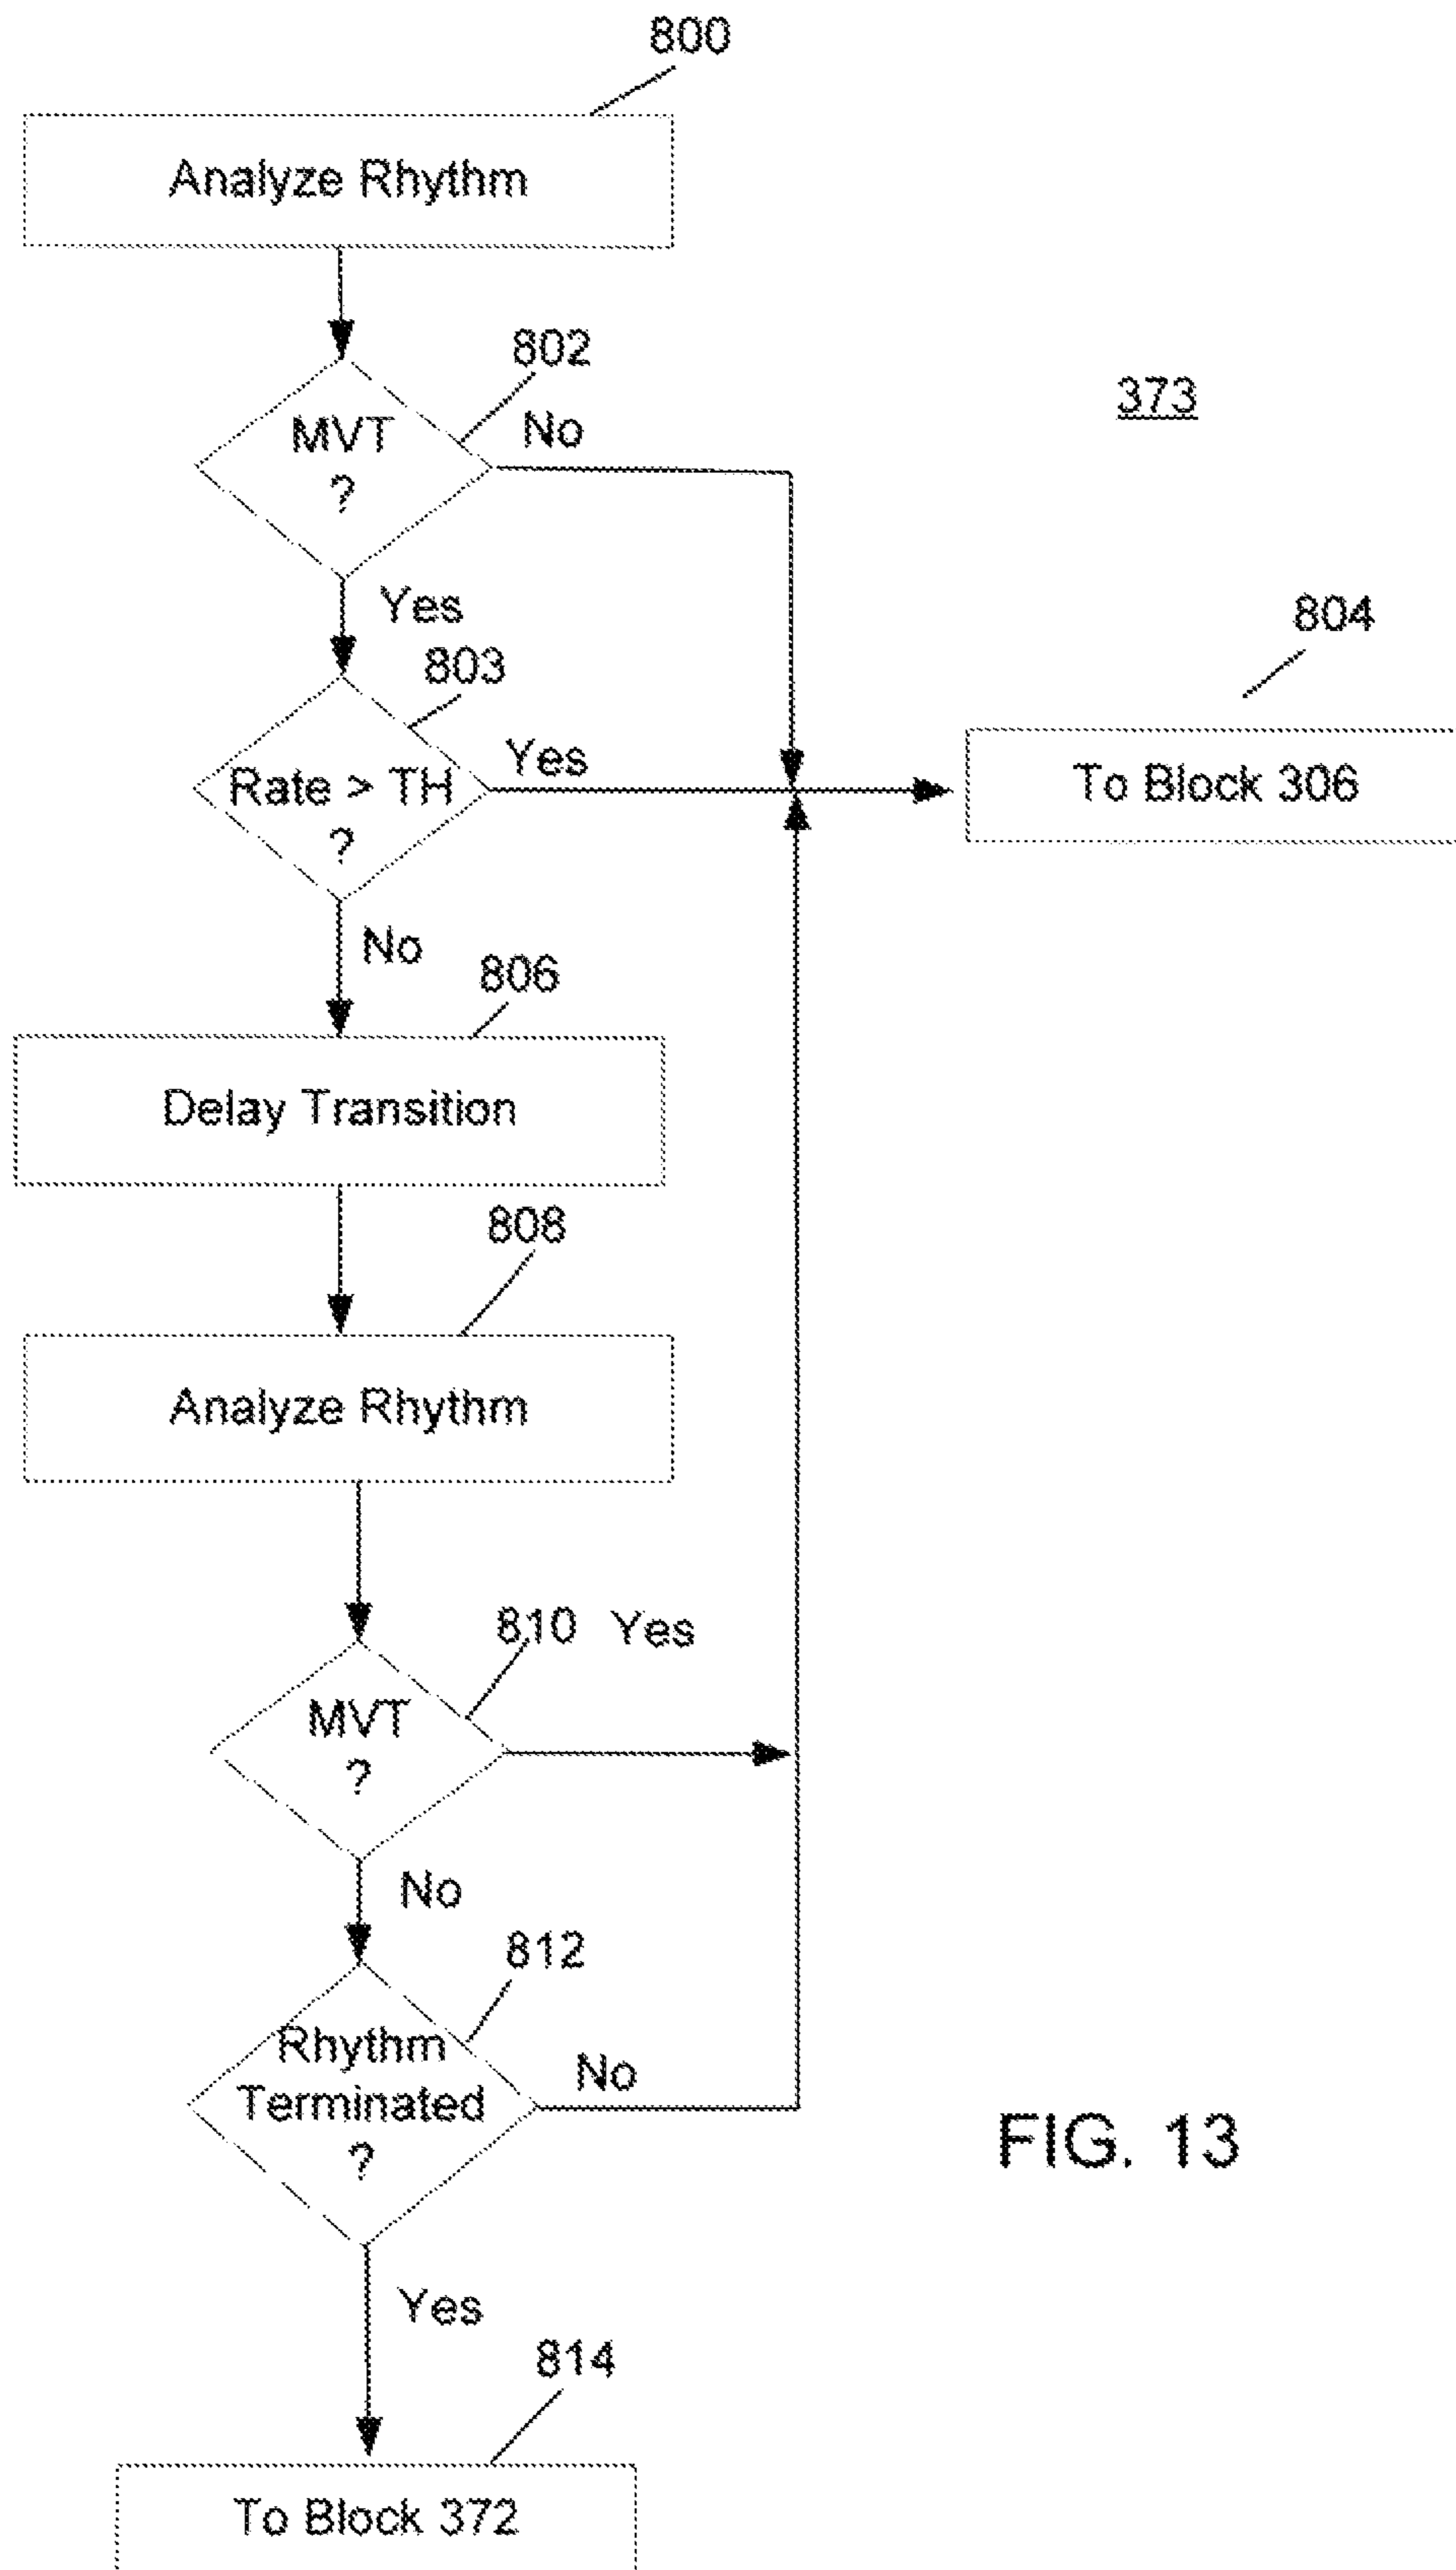 800
Analyze Rhythm
802
MVT
?
No
373
Yes
803
804
Rate > TH
?
Yes
To Block 306
No
806
Delay Transition
808
Analyze Rhythm
810
Yes
MVT
?
No
812
Rhythm
Terminated
?
No
FIG. 13
Yes
814
To Block 372